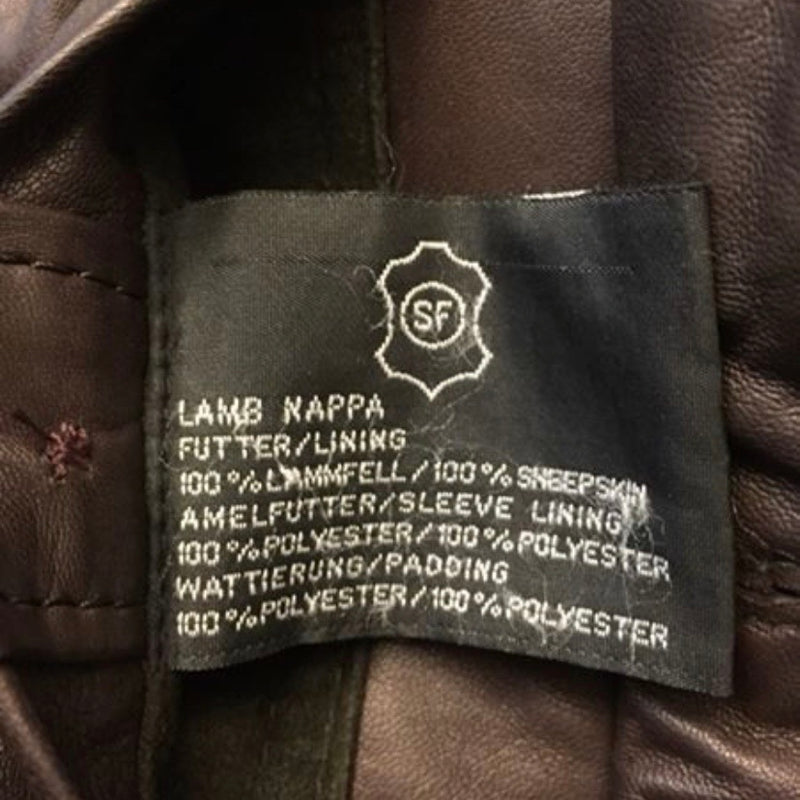 SF
LAMB NAPPA
FUTTER/LINING
100%LAMMFELL/100%SHEEPSKIN
AMELFUTTER/SLEEVE LINING
100%POLYESTER/100%POLYESTER
WATTIERUNG/PADDING
100%POLYESTER/100%POLYESTER